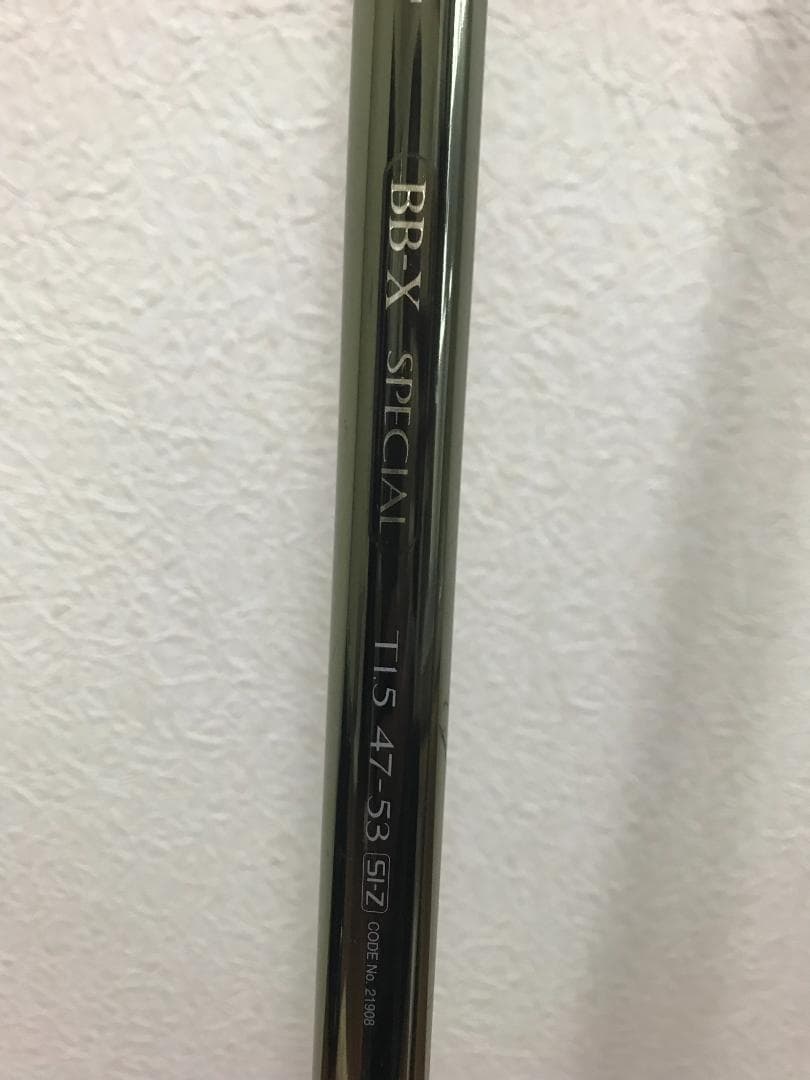 BB-X SPECIAL T1.5 47-53 SI-Z CODE No. 21908